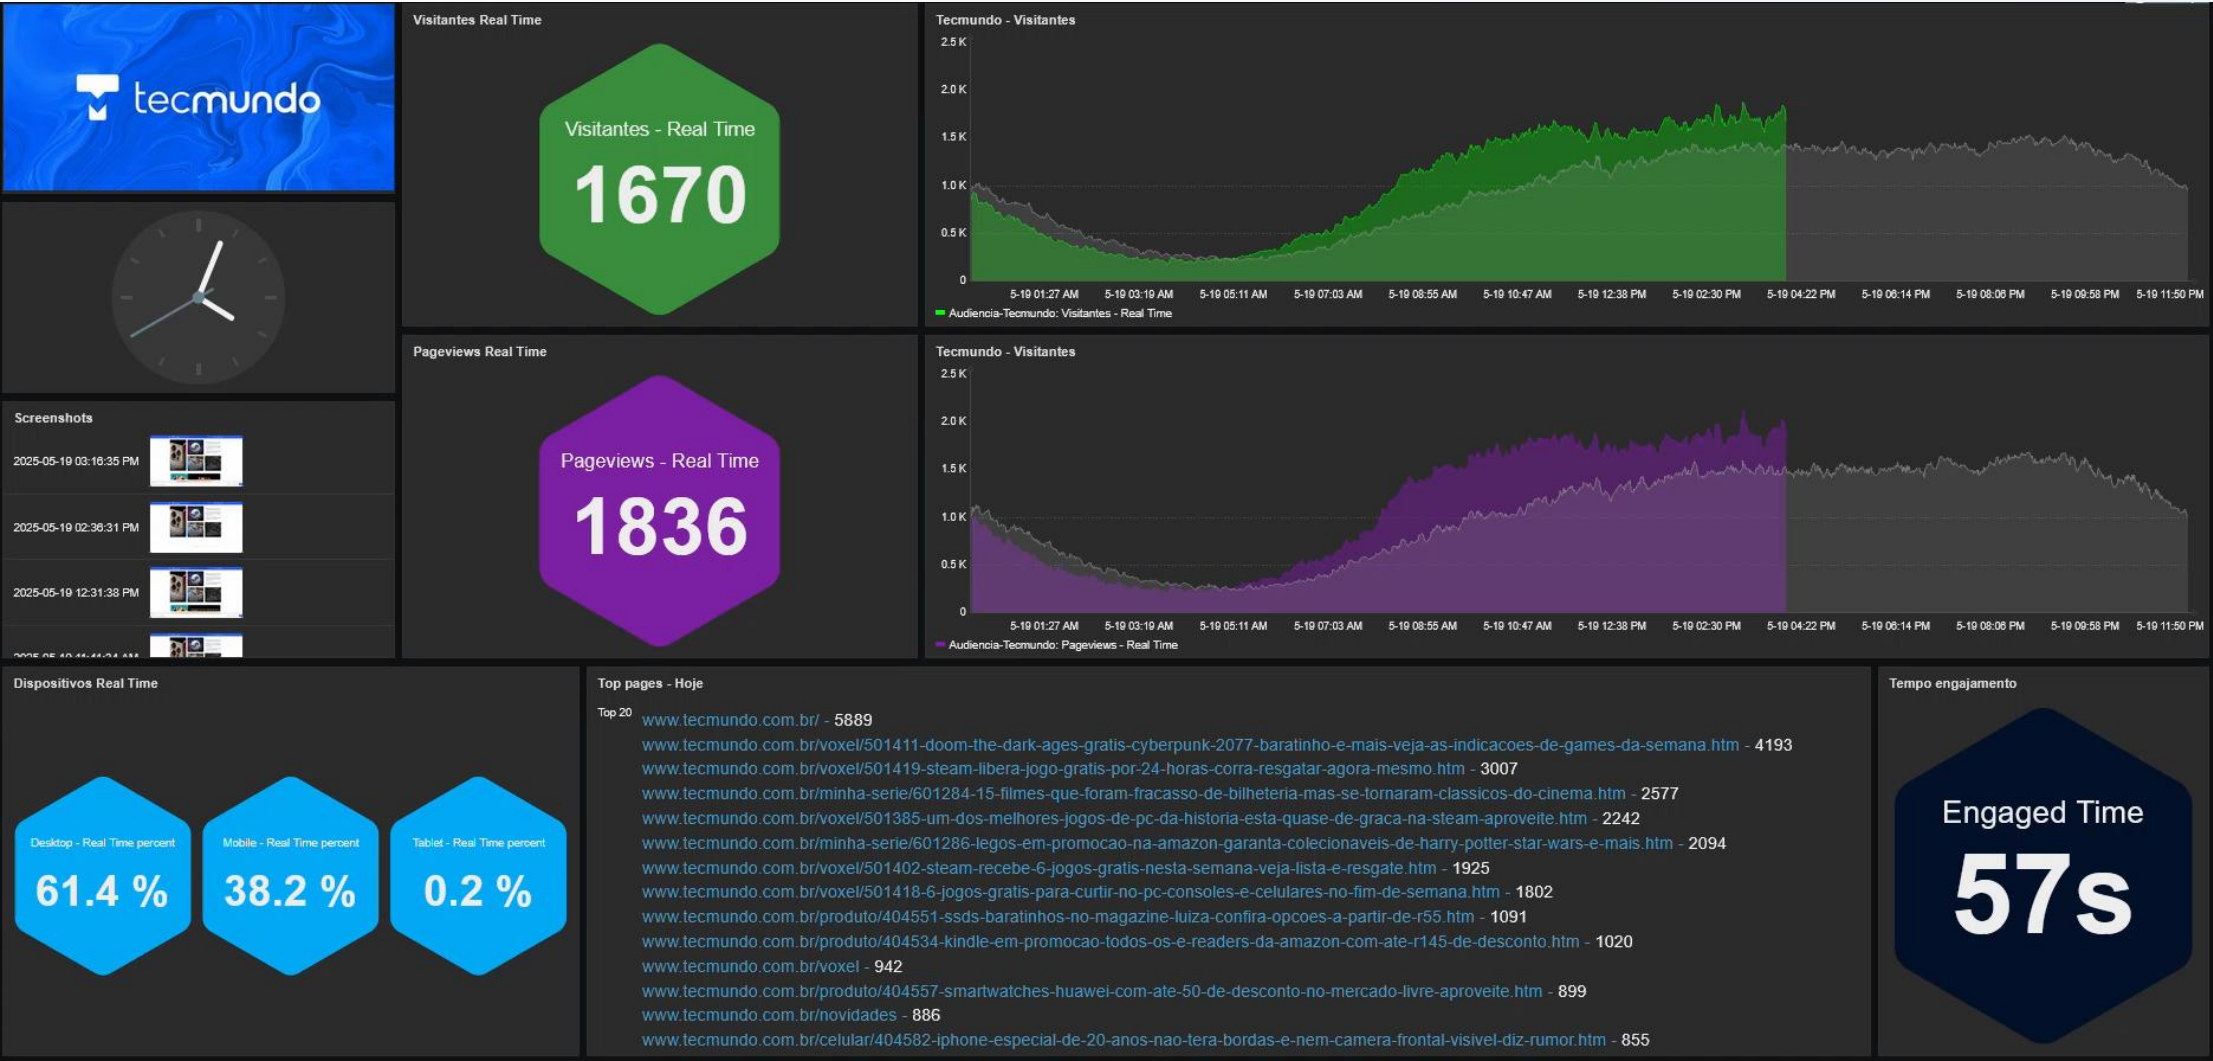 tecmundo
Visitantes Real Time
Visitantes - Real Time
1670
Tecmundo - Visitantes
2.5 K
2.0 K
1.5 K
1.0 K
0.5 K
0
5-19 01:27 AM 5-19 03:19 AM 5-19 05:11 AM 5-19 07:03 AM 5-19 08:55 AM 5-19 10:47 AM 5-19 12:38 PM 5-19 02:30 PM 5-19 04:22 PM 5-19 06:14 PM 5-19 08:06 PM 5-19 09:58 PM 5-19 11:50 PM
Audiencia-Tecmundo: Visitantes - Real Time
Screenshots
2025-05-19 03:16:35 PM
2025-05-19 02:36:31 PM
2025-05-19 12:31:38 PM
2025-05-19 11:41:34 AM
Pageviews Real Time
Pageviews - Real Time
1836
Tecmundo - Visitantes
2.5 K
2.0 K
1.5 K
1.0 K
0.5 K
0
5-19 01:27 AM 5-19 03:19 AM 5-19 05:11 AM 5-19 07:03 AM 5-19 08:55 AM 5-19 10:47 AM 5-19 12:38 PM 5-19 02:30 PM 5-19 04:22 PM 5-19 06:14 PM 5-19 08:06 PM 5-19 09:58 PM 5-19 11:50 PM
Audiencia-Tecmundo: Pageviews - Real Time
Dispositivos Real Time
Desktop - Real Time percent
61.4 %
Mobile - Real Time percent
38.2 %
Tablet - Real Time percent
0.2 %
Top pages - Hoje
Top 20
www.tecmundo.com.br/ - 5889
www.tecmundo.com.br/voxel/501411-doom-the-dark-ages-gratis-cyberpunk-2077-baratinho-e-mais-veja-as-indicacoes-de-games-da-semana.htm - 4193
www.tecmundo.com.br/voxel/501419-steam-libera-jogo-gratis-por-24-horas-corra-resgatar-agora-mesmo.htm - 3007
www.tecmundo.com.br/minha-serie/601284-15-filmes-que-foram-fracasso-de-bilheteria-mas-se-tornaram-classicos-do-cinema.htm - 2577
www.tecmundo.com.br/voxel/501385-um-dos-melhores-jogos-de-pc-da-historia-esta-quase-de-graca-na-steam-aproveite.htm - 2242
www.tecmundo.com.br/minha-serie/601286-legos-em-promocao-na-amazon-garanta-colecionaveis-de-harry-potter-star-wars-e-mais.htm - 2094
www.tecmundo.com.br/voxel/501402-steam-recebe-6-jogos-gratis-nesta-semana-veja-lista-e-resgate.htm - 1925
www.tecmundo.com.br/voxel/501418-6-jogos-gratis-para-curtir-no-pc-consoles-e-celulares-no-fim-de-semana.htm - 1802
www.tecmundo.com.br/produto/404551-ssds-baratinhos-no-magazine-luiza-confira-opcoes-a-partir-de-r55.htm - 1091
www.tecmundo.com.br/produto/404534-kindle-em-promocao-todos-os-e-readers-da-amazon-com-ate-r145-de-desconto.htm - 1020
www.tecmundo.com.br/voxel - 942
www.tecmundo.com.br/produto/404557-smartwatches-huawei-com-ate-50-de-desconto-no-mercado-livre-aproveite.htm - 899
www.tecmundo.com.br/novidades - 886
www.tecmundo.com.br/celular/404582-iphone-especial-de-20-anos-nao-tera-bordas-e-nem-camera-frontal-visivel-diz-rumor.htm - 855
Tempo engajamento
Engaged Time
57s